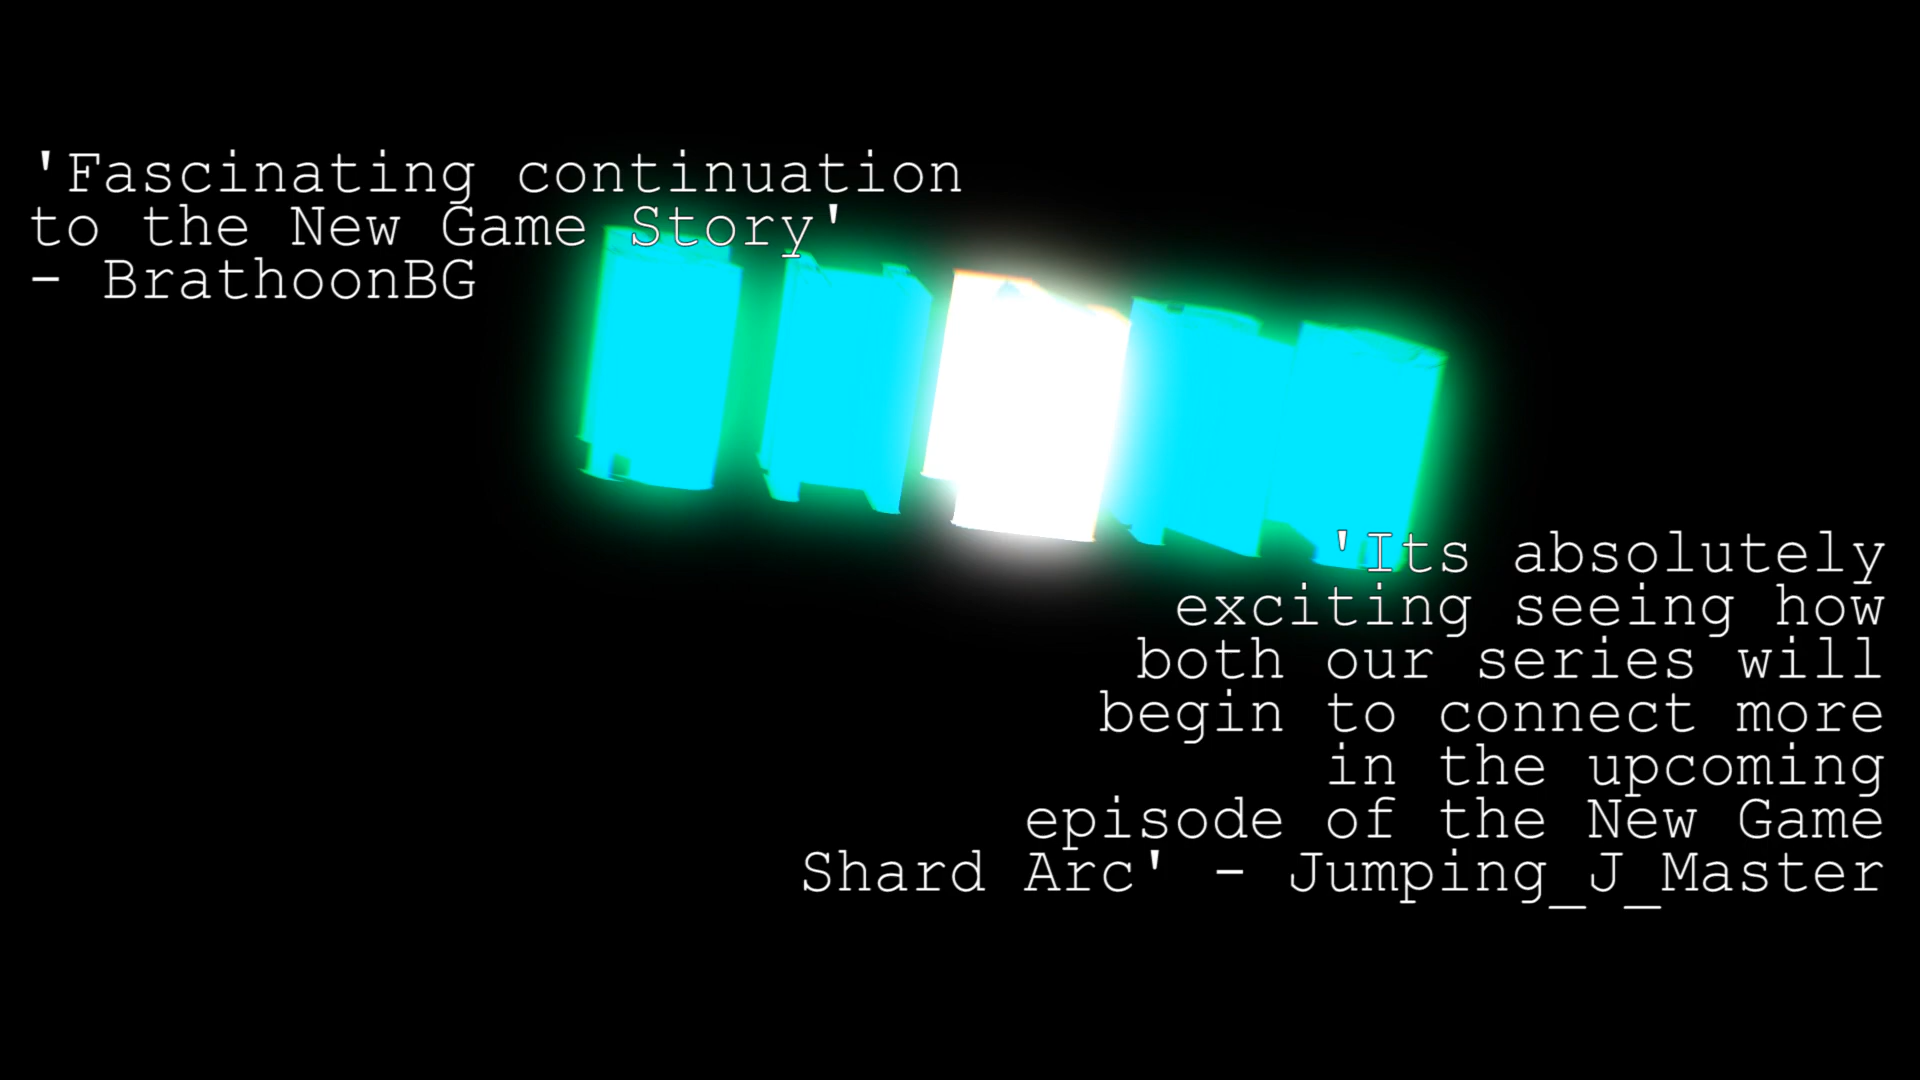 'Fascinating continuation
to the New Game Story'
- BrathoonBG
'Its absolutely
exciting seeing how
both our series will
begin to connect more
in the upcoming
episode of the New Game
Shard Arc' - Jumping_J_Master